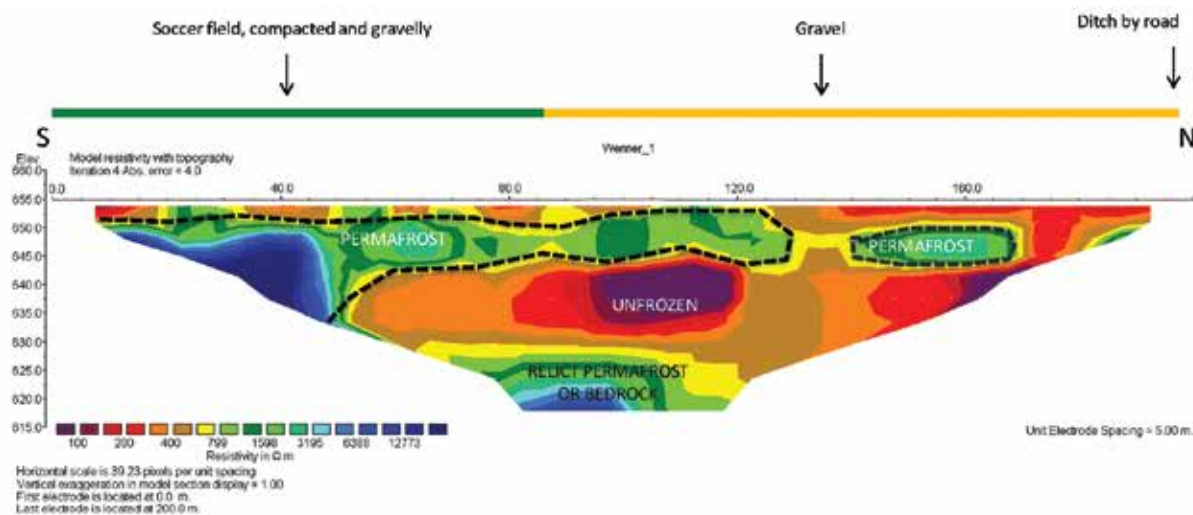 Soccer field, compacted and gravelly
Gravel
Ditch by road
S
N
Wenner_1
Elev
Model resistivity with topography
Iteration 4 Abs. error = 4.0
660.0
0.0
40.0
80.0
120.0
160.0
655.0
650.0
645.0
640.0
635.0
630.0
625.0
620.0
615.0
PERMAFROST
PERMAFROST
UNFROZEN
RELICT PERMAFROST
OR BEDROCK
100 200 400 799 1598 3195 6388 12773
Resistivity in Ω m
Unit Electrode Spacing = 5.00 m.
Horizontal scale is 39.23 pixels per unit spacing
Vertical exaggeration in model section display = 1.00
First electrode is located at 0.0 m.
Last electrode is located at 200.0 m.